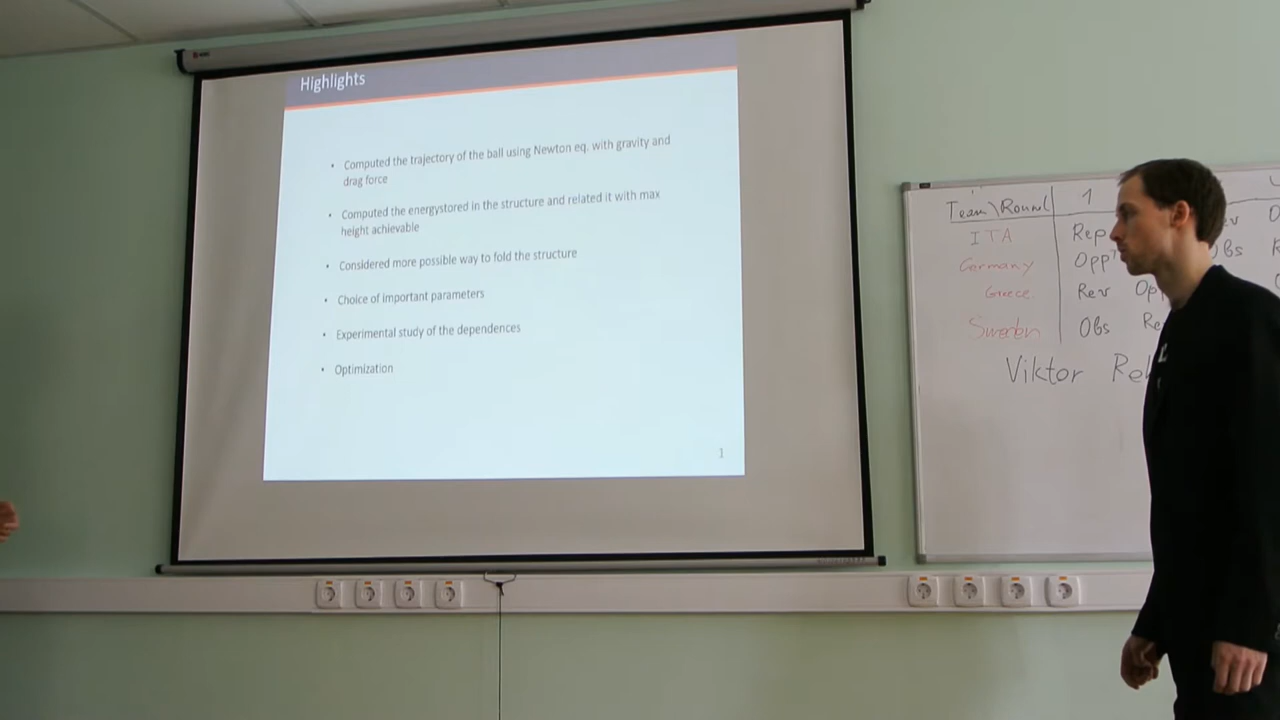 Highlights
• Computed the trajectory of the ball using Newton eq. with gravity and
drag force
• Computed the energystored in the structure and related it with max
height achievable
• Considered more possible way to fold the structure
• Choice of important parameters
• Experimental study of the dependences
• Optimization
1
Team\Round 1
ITA Rep
Germany Opp Obs
Greece Rev
Sweden Obs
Viktor